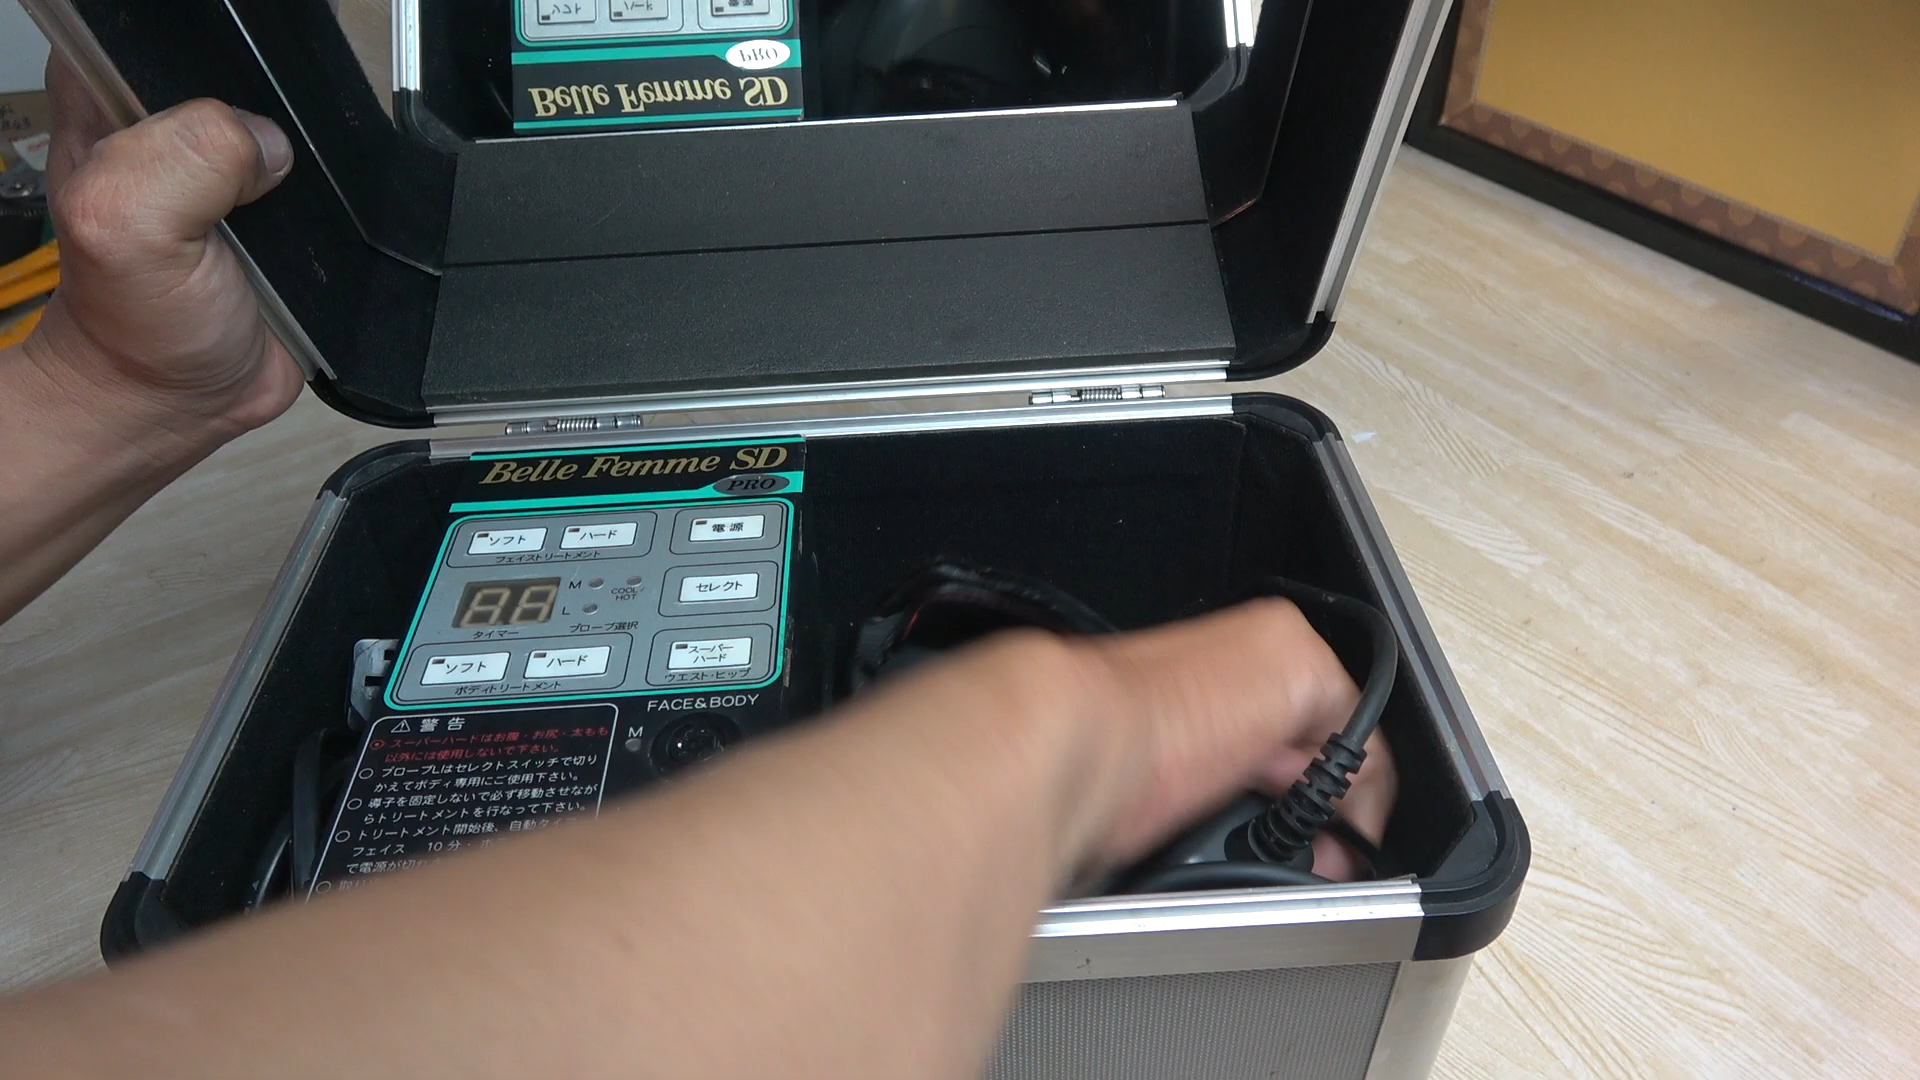 Belle Femme SD
PRO
ソフト
ハード
電源
フェイストリートメント
M
COOL
HOT
セレクト
L
タイマー
プローブ選択
ソフト
ハード
スーパー
ハード
ボディトリートメント
ウエスト・ヒップ
FACE&BODY
M
⚠警告
スーパーハードはお腹・お尻・太もも
以外には使用しないで下さい。
○ プローブLはセレクトスイッチで切り
かえてボディ専用にご使用下さい。
○ 導子を固定しないで必ず移動させなが
らトリートメントを行なって下さい。
○ トリートメント開始後、自動タイ
フェイス 10分・ボ
で電源が切れ
○ 取り